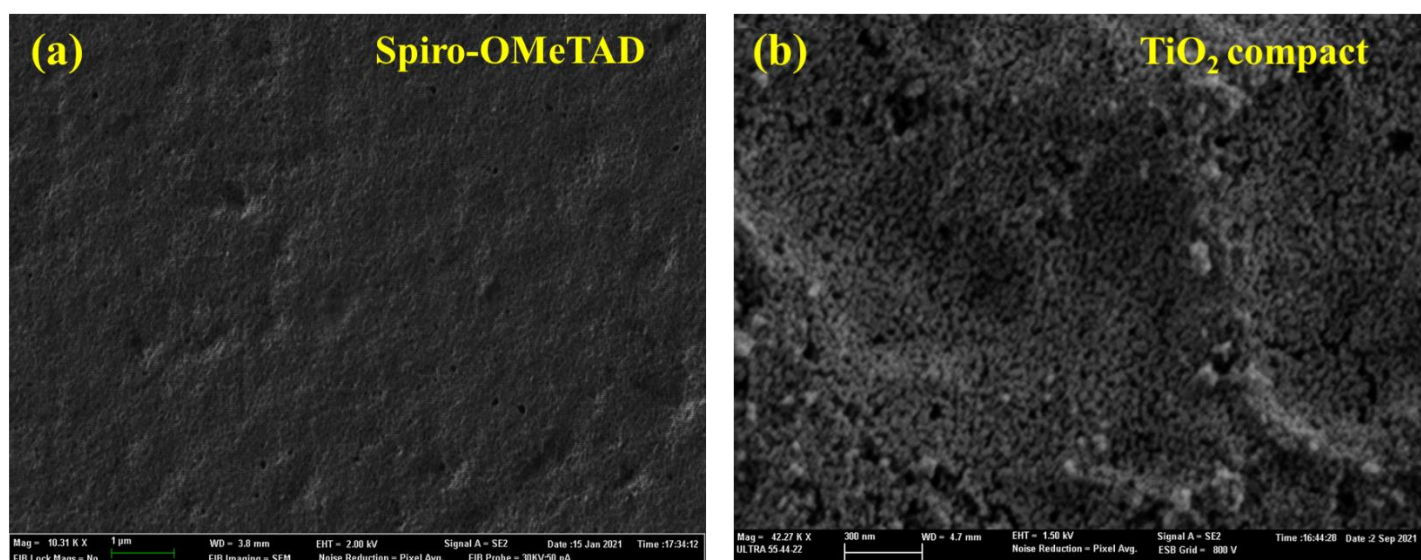 (a) Spiro-OMeTAD
Mag = 10.31 K X 1 µm WD = 3.8 mm EHT = 2.00 kV Signal A = SE2 Date :15 Jan 2021 Time :17:34:12
FIB Lock Mags = No FIB Imaging = SEM Noise Reduction = Pixel Avg. FIB Probe = 30KV:50 pA
(b) TiO₂ compact
Mag = 42.27 K X 300 nm EHT = 1.50 kV Signal A = SE2 Time :16:44:28 Date :2 Sep 2021
ULTRA 55-44-22 WD = 4.7 mm Noise Reduction = Pixel Avg. ESB Grid = 800 V